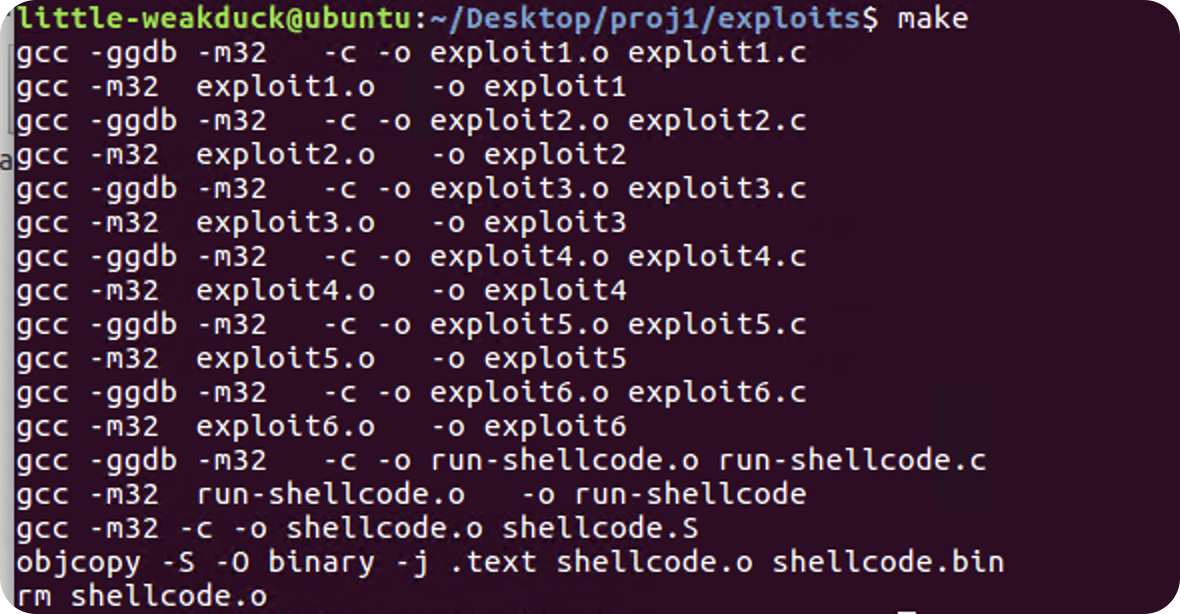 little-weakduck@ubuntu:~/Desktop/proj1/exploits$ make
gcc -ggdb -m32   -c -o exploit1.o exploit1.c
gcc -m32  exploit1.o   -o exploit1
gcc -ggdb -m32   -c -o exploit2.o exploit2.c
gcc -m32  exploit2.o   -o exploit2
gcc -ggdb -m32   -c -o exploit3.o exploit3.c
gcc -m32  exploit3.o   -o exploit3
gcc -ggdb -m32   -c -o exploit4.o exploit4.c
gcc -m32  exploit4.o   -o exploit4
gcc -ggdb -m32   -c -o exploit5.o exploit5.c
gcc -m32  exploit5.o   -o exploit5
gcc -ggdb -m32   -c -o exploit6.o exploit6.c
gcc -m32  exploit6.o   -o exploit6
gcc -ggdb -m32   -c -o run-shellcode.o run-shellcode.c
gcc -m32  run-shellcode.o   -o run-shellcode
gcc -m32 -c -o shellcode.o shellcode.S
objcopy -S -O binary -j .text shellcode.o shellcode.bin
rm shellcode.o